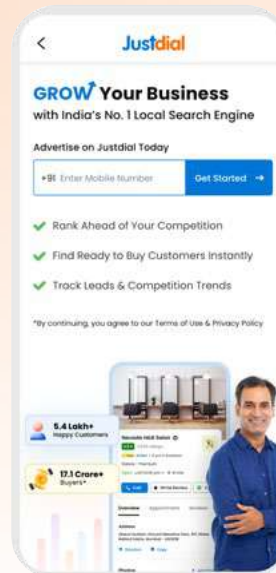 Justdial
GROW Your Business
with India's No. 1 Local Search Engine
Advertise on Justdial Today
+91 Enter Mobile Number
Get Started →
Rank Ahead of Your Competition
Find Ready to Buy Customers Instantly
Track Leads & Competition Trends
*By continuing, you agree to our Terms of Use & Privacy Policy
5.4 Lakh+
Happy Customers
17.1 Crore+
Buyers*
Call
Overview
Address